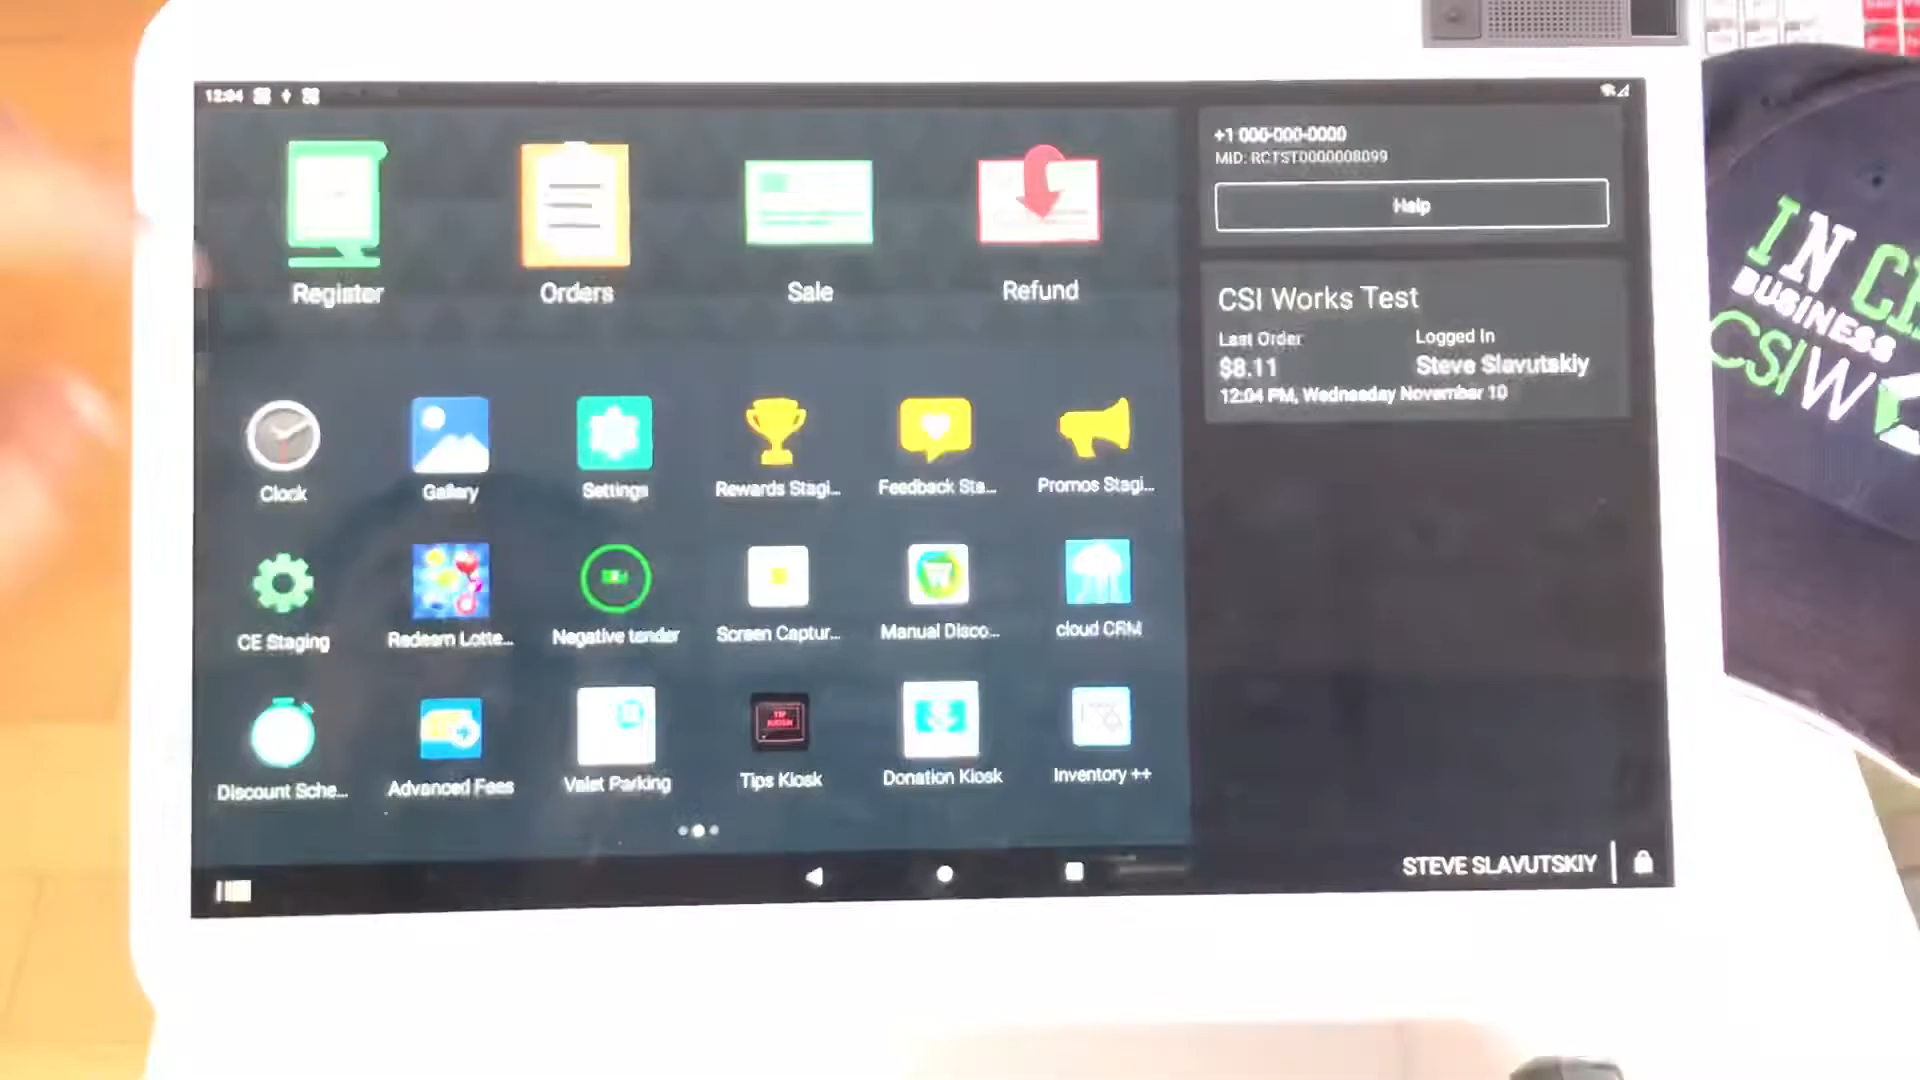 12:04
+1 000-000-0000
MID: RCTST0000008099
Help
Register
Orders
Sale
Refund
CSI Works Test
Last Order
Logged In
$8.11
Steve Slavutskiy
12:04 PM, Wednesday November 10
Clock
Gallery
Settings
Rewards Stagi...
Feedback Sta...
Promos Stagi...
CE Staging
Redeem Lotte...
Negative tender
Screen Captur...
Manual Disco...
cloud CRM
Discount Sche...
Advanced Fees
Valet Parking
TIP KIOSK
Tips Kiosk
Donation Kiosk
Inventory ++
STEVE SLAVUTSKIY
IN
BUSINESS
CSIW